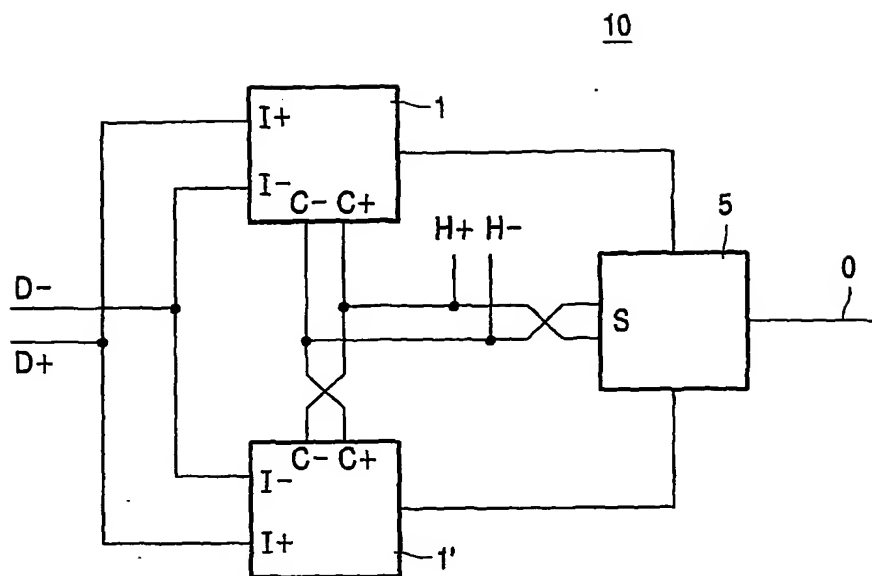 10
1
I+
I-
C- C+
H+ H-
5
0
D-
S
D+
C- C+
I-
I+
1'